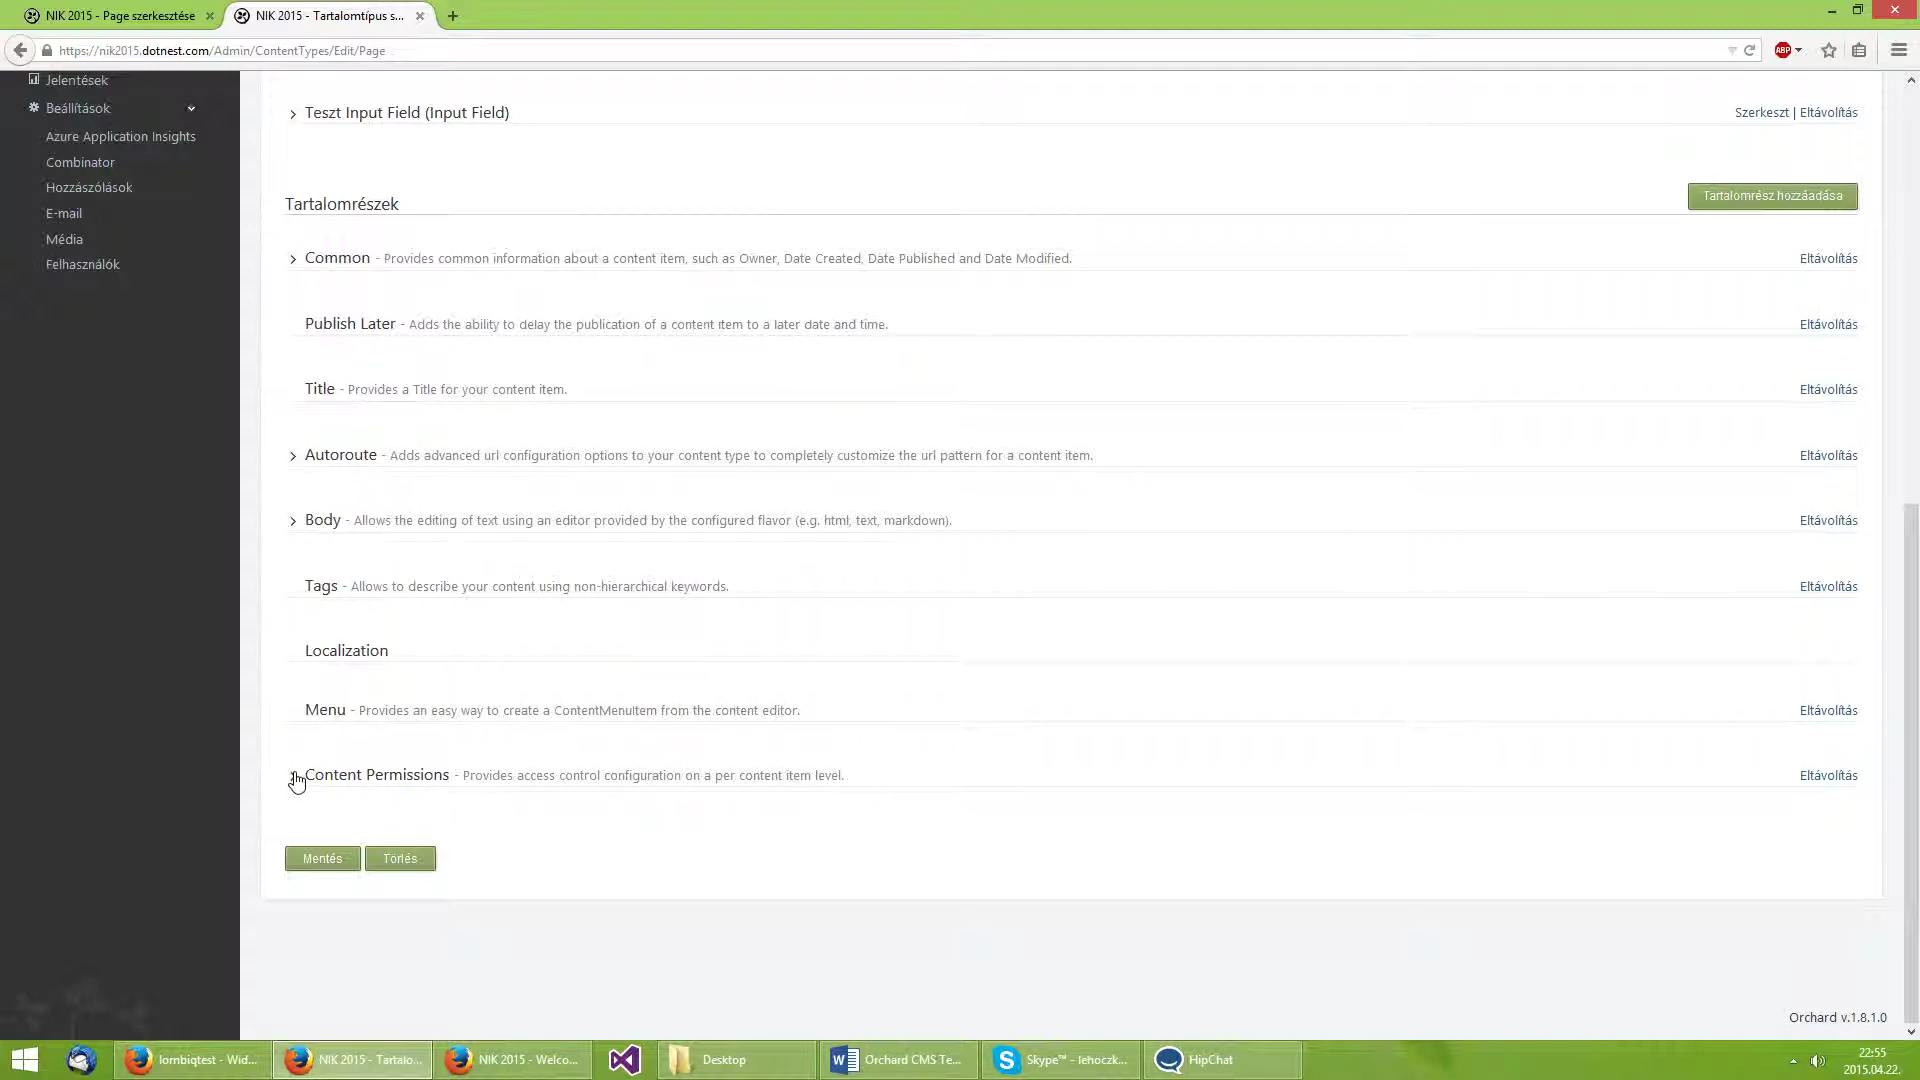 NIK 2015 - Page szerkesztése
NIK 2015 - Tartalomtípus s...
https://nik2015.dotnest.com/Admin/ContentTypes/Edit/Page
ABP
Jelentések
Beállítások
Azure Application Insights
Combinator
Hozzászólások
E-mail
Média
Felhasználók
Teszt Input Field (Input Field)
Szerkeszt | Eltávolítás
Tartalomrészek
Tartalomrész hozzáadása
Common - Provides common information about a content item, such as Owner, Date Created, Date Published and Date Modified.
Eltávolítás
Publish Later - Adds the ability to delay the publication of a content item to a later date and time.
Eltávolítás
Title - Provides a Title for your content item.
Eltávolítás
Autoroute - Adds advanced url configuration options to your content type to completely customize the url pattern for a content item.
Eltávolítás
Body - Allows the editing of text using an editor provided by the configured flavor (e.g. html, text, markdown).
Eltávolítás
Tags - Allows to describe your content using non-hierarchical keywords.
Eltávolítás
Localization
Menu - Provides an easy way to create a ContentMenuItem from the content editor.
Eltávolítás
Content Permissions - Provides access control configuration on a per content item level.
Eltávolítás
Mentés
Törlés
Orchard v.1.8.1.0
lombiqtest - Wid...
NIK 2015 - Tartalo...
NIK 2015 - Welco...
Desktop
Orchard CMS Te...
Skype™ - lehoczk...
HipChat
22:55
2015.04.22.